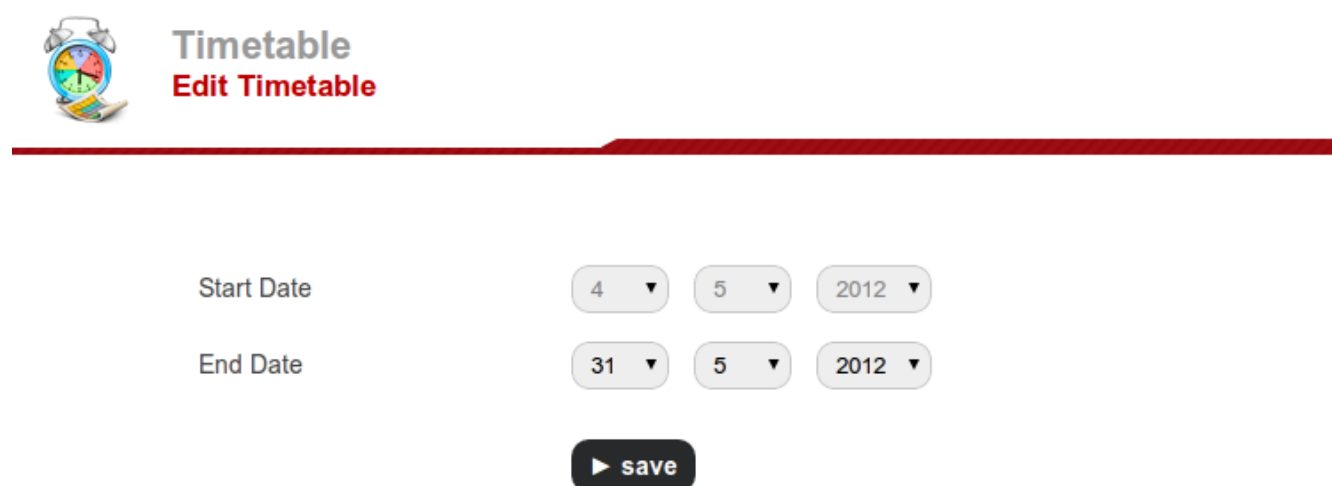 Timetable
Edit Timetable
Start Date 4 5 2012
End Date 31 5 2012
save